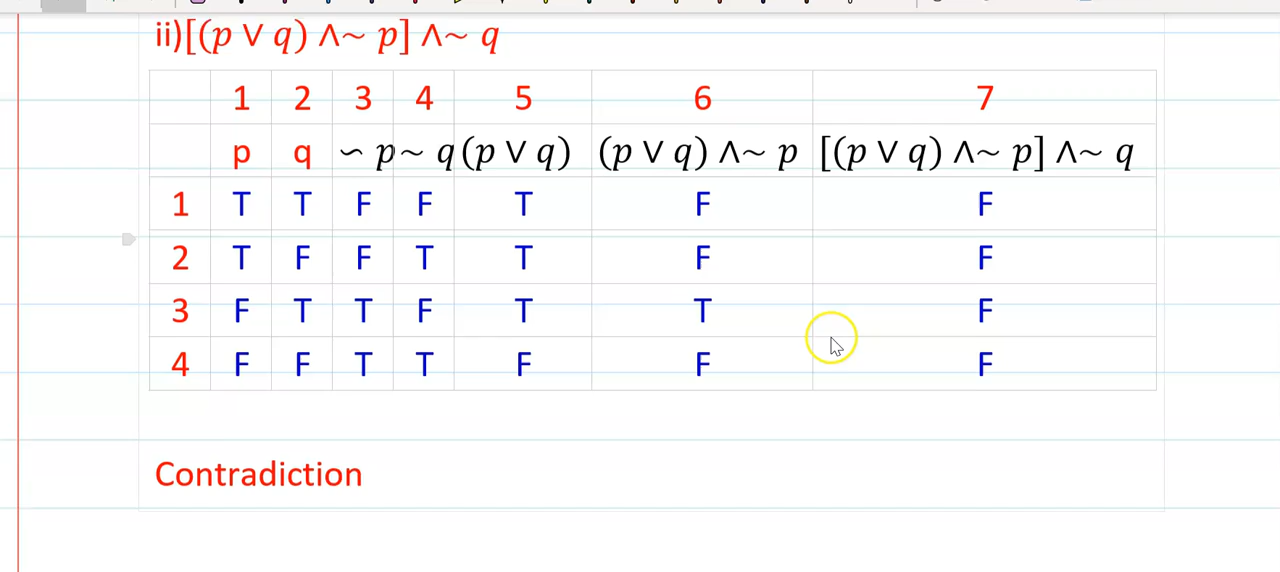 ii)[(p ∨ q) ∧~ p] ∧~ q
1 2 3 4 5 6 7
p q ∽ p ~ q (p ∨ q) (p ∨ q) ∧~ p [(p ∨ q) ∧~ p] ∧~ q
1 T T F F T F F
2 T F F T T F F
3 F T T F T T F
4 F F T T F F F
Contradiction